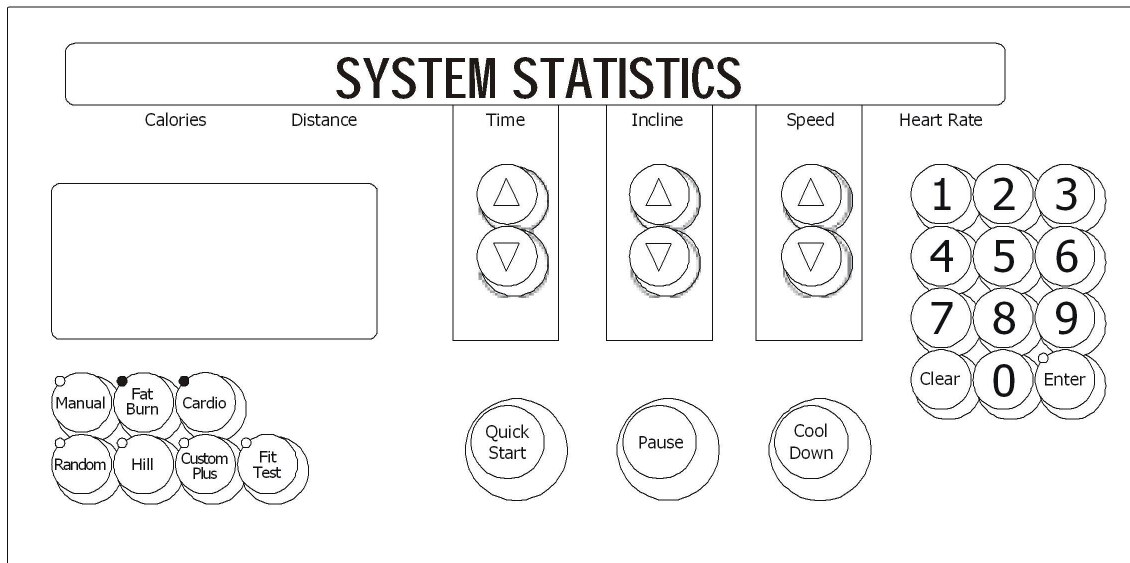 SYSTEM STATISTICS
Calories Distance Time Incline Speed Heart Rate
1 2 3
4 5 6
7 8 9
Clear 0 Enter
Manual Fat Burn Cardio
Random Hill Custom Plus Fit Test
Quick Start Pause Cool Down